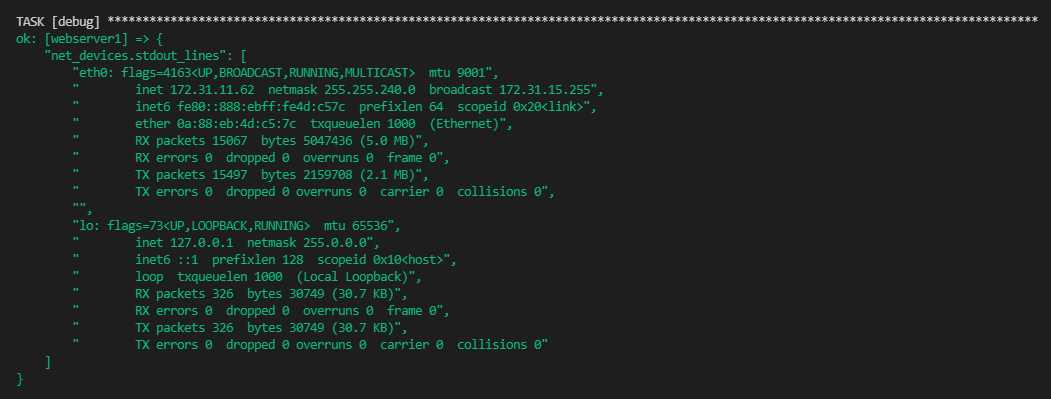 TASK [debug] *************************************************************************************************************************************
ok: [webserver1] => {
    "net_devices.stdout_lines": [
        "eth0: flags=4163<UP,BROADCAST,RUNNING,MULTICAST>  mtu 9001",
        "        inet 172.31.11.62  netmask 255.255.240.0  broadcast 172.31.15.255",
        "        inet6 fe80::888:ebff:fe4d:c57c  prefixlen 64  scopeid 0x20<link>",
        "        ether 0a:88:eb:4d:c5:7c  txqueuelen 1000  (Ethernet)",
        "        RX packets 15067  bytes 5047436 (5.0 MB)",
        "        RX errors 0  dropped 0  overruns 0  frame 0",
        "        TX packets 15497  bytes 2159708 (2.1 MB)",
        "        TX errors 0  dropped 0 overruns 0  carrier 0  collisions 0",
        "",
        "lo: flags=73<UP,LOOPBACK,RUNNING>  mtu 65536",
        "        inet 127.0.0.1  netmask 255.0.0.0",
        "        inet6 ::1  prefixlen 128  scopeid 0x10<host>",
        "        loop  txqueuelen 1000  (Local Loopback)",
        "        RX packets 326  bytes 30749 (30.7 KB)",
        "        RX errors 0  dropped 0  overruns 0  frame 0",
        "        TX packets 326  bytes 30749 (30.7 KB)",
        "        TX errors 0  dropped 0 overruns 0  carrier 0  collisions 0"
    ]
}